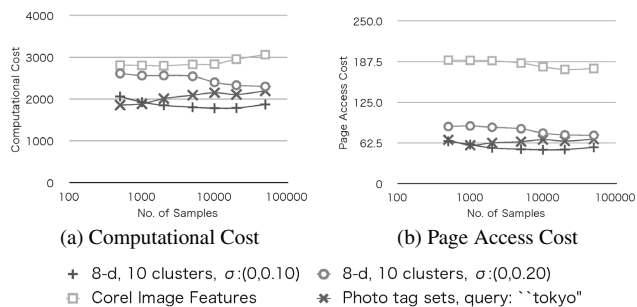 4000
3000
2000
1000
0
Computational Cost
100 1000 10000 100000
No. of Samples
(a) Computational Cost
250.0
187.5
125.0
62.5
0
Page Access Cost
100 1000 10000 100000
No. of Samples
(b) Page Access Cost
8-d, 10 clusters, σ:(0,0.10) 8-d, 10 clusters, σ:(0,0.20)
Corel Image Features Photo tag sets, query: ``tokyo"